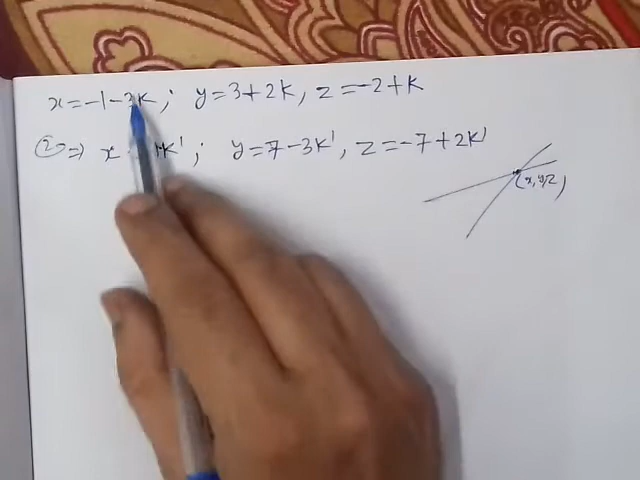 x = -1 - 3k ; y = 3 + 2k , z = -2 + k
② ⇒ x k' ; y = 7 - 3k' , z = -7 + 2k'
(x, y, z)